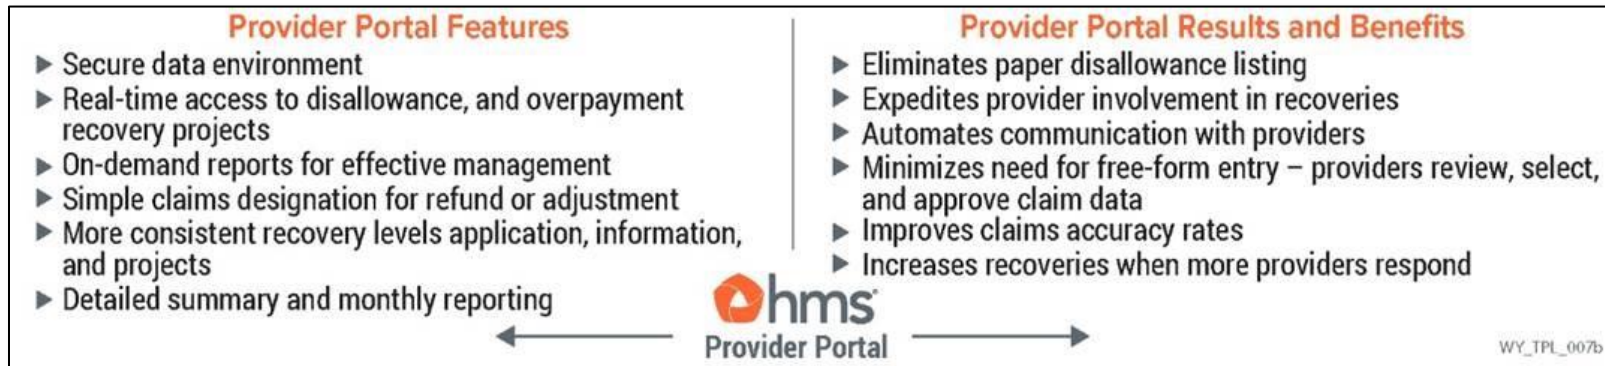 Provider Portal Features
▶ Secure data environment
▶ Real-time access to disallowance, and overpayment
recovery projects
▶ On-demand reports for effective management
▶ Simple claims designation for refund or adjustment
▶ More consistent recovery levels application, information,
and projects
▶ Detailed summary and monthly reporting
Provider Portal Results and Benefits
▶ Eliminates paper disallowance listing
▶ Expedites provider involvement in recoveries
▶ Automates communication with providers
▶ Minimizes need for free-form entry – providers review, select,
and approve claim data
▶ Improves claims accuracy rates
▶ Increases recoveries when more providers respond
hms
Provider Portal
WY_TPL_007b